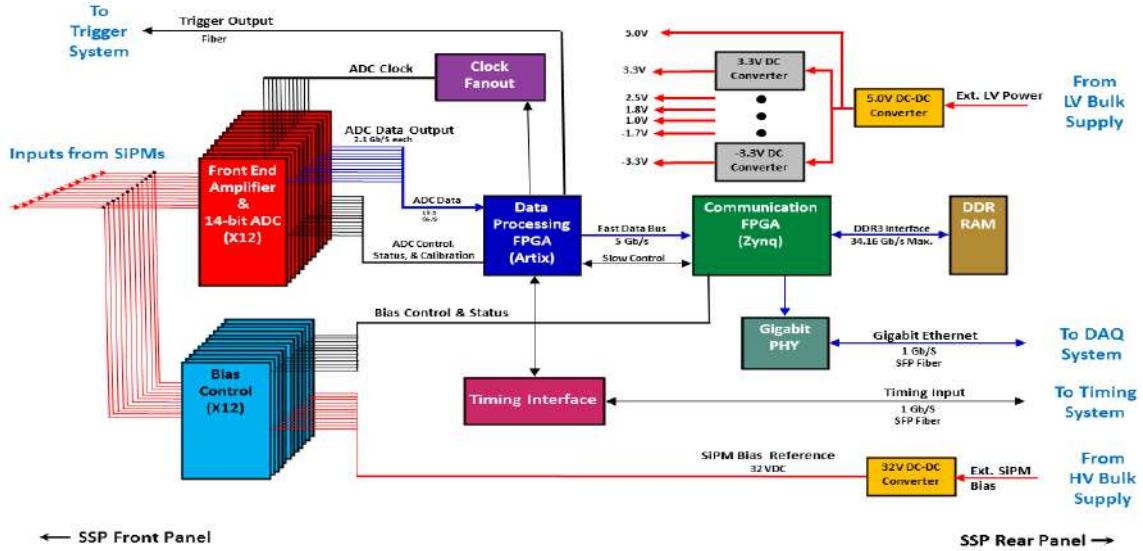 To
Trigger
System
Trigger Output
Fiber
ADC Clock
Clock
Fanout
ADC Data Output
2.1 Gb/S each
Inputs from SiPMs
Front End
Amplifier
&
14-bit ADC
(X12)
ADC Data
Gb/S
ADC Control,
Status, & Calibration
Data
Processing
FPGA
(Artix)
Fast Data Bus
5 Gb/s
Slow Control
Communication
FPGA
(Zynq)
DDR3 Interface
34.16 Gb/s Max.
DDR
RAM
5.0V
3.3V
2.5V
1.8V
1.0V
-1.7V
-3.3V
3.3V DC
Converter
-3.3V DC
Converter
5.0V DC-DC
Converter
Ext. LV Power
From
LV Bulk
Supply
Bias Control & Status
Bias
Control
(X12)
Gigabit
PHY
Gigabit Ethernet
1 Gb/S
SFP Fiber
To DAQ
System
Timing Interface
Timing Input
1 Gb/S
SFP Fiber
To Timing
System
SiPM Bias Reference
32 VDC
32V DC-DC
Converter
Ext. SiPM
Bias
From
HV Bulk
Supply
← SSP Front Panel
SSP Rear Panel →